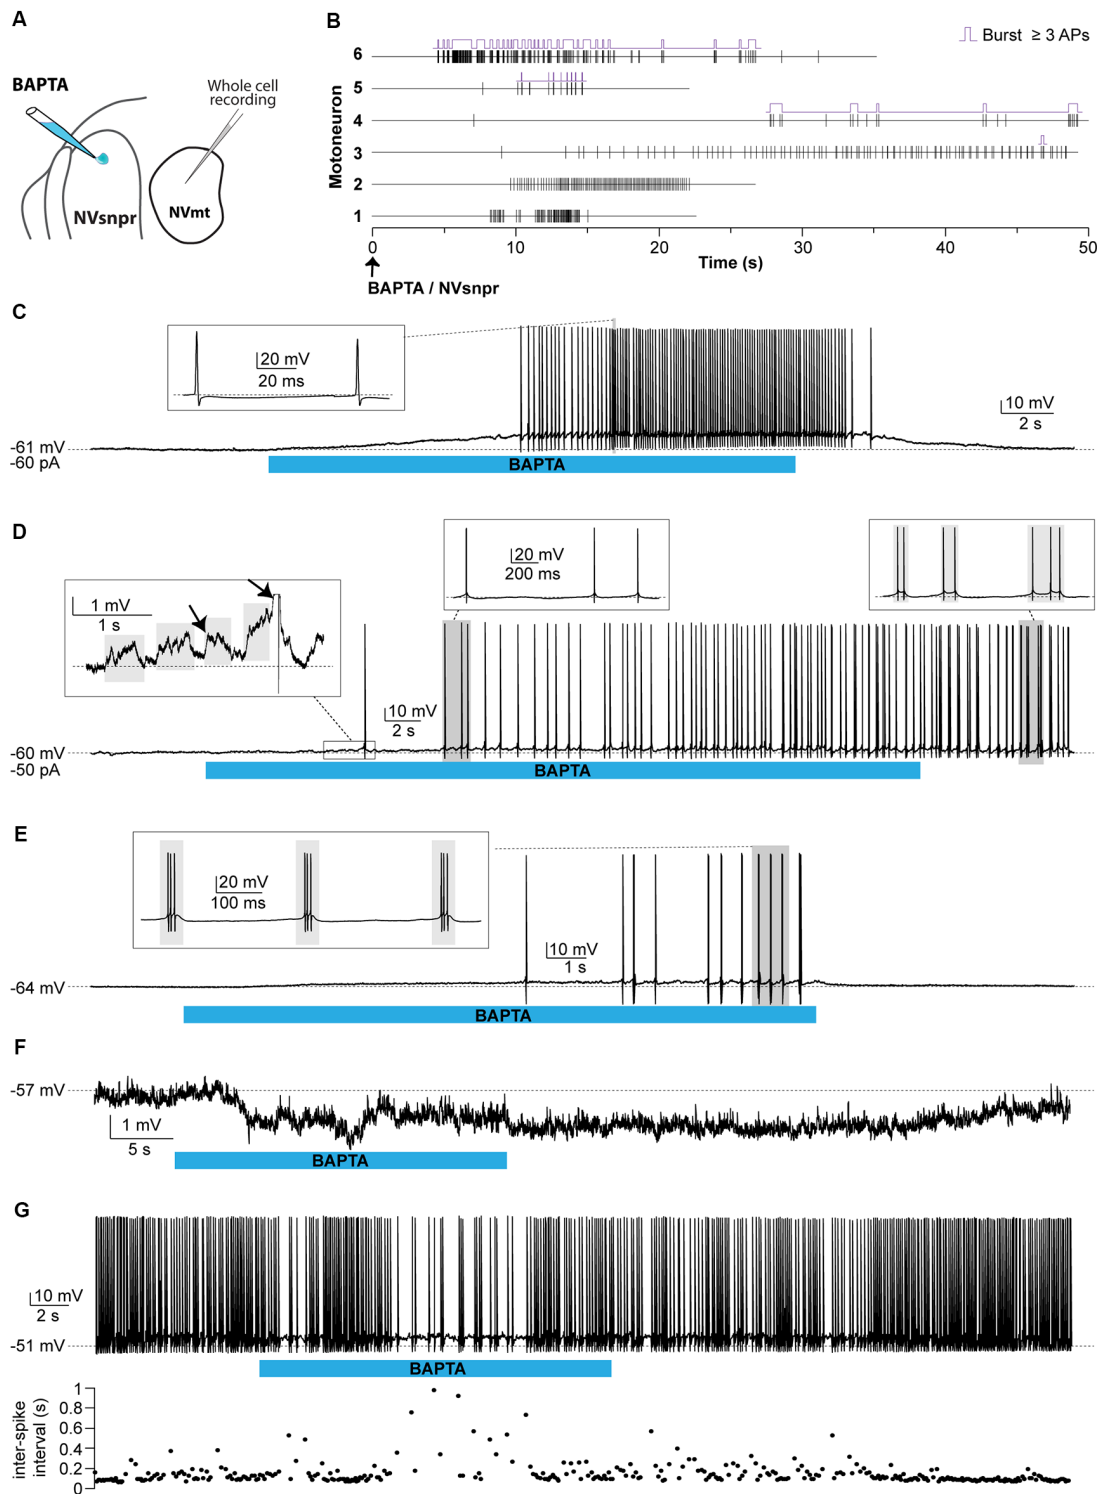 A
BAPTA
Whole cell
recording
NVsnpr
NVmt
B
Burst ≥ 3 APs
Motoneuron
6
5
4
3
2
1
0
10
20
30
40
50
Time (s)
BAPTA / NVsnpr
C
20 mV
20 ms
10 mV
2 s
-61 mV
-60 pA
BAPTA
D
20 mV
200 ms
1 mV
1 s
10 mV
2 s
-60 mV
-50 pA
BAPTA
E
20 mV
100 ms
10 mV
1 s
-64 mV
BAPTA
F
-57 mV
1 mV
5 s
BAPTA
G
10 mV
2 s
-51 mV
BAPTA
inter-spike
interval (s)
1
0.8
0.6
0.4
0.2
0